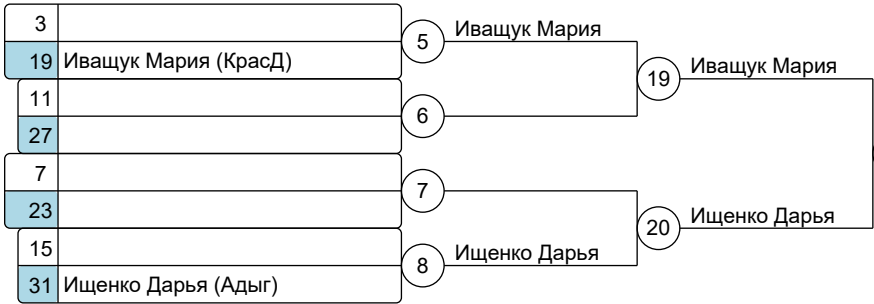 3
5 Иващук Мария
19 Иващук Мария (КрасД)
19 Иващук Мария
11
6
27
7
7
23
20 Ищенко Дарья
15
8 Ищенко Дарья
31 Ищенко Дарья (Адыг)